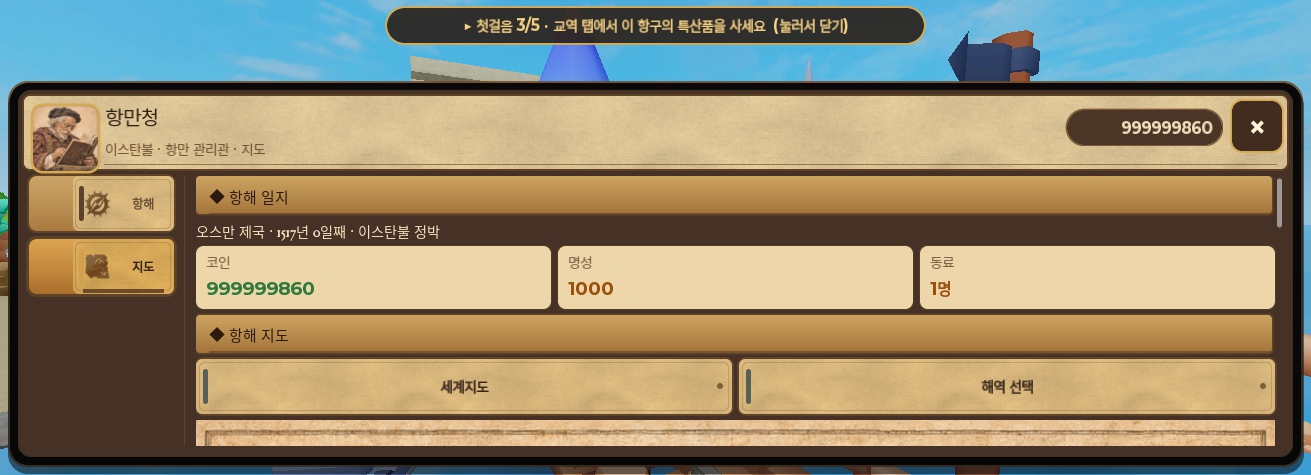 ▸ 첫걸음 3/5 · 교역 탭에서 이 항구의 특산품을 사세요 (눌러서 닫기)
항만청
이스탄불 · 항만 관리관 · 지도
999999860
×
항해
지도
◆ 항해 일지
오스만 제국 · 1517년 0일째 · 이스탄불 정박
코인
999999860
명성
1000
동료
1명
◆ 항해 지도
세계지도
해역 선택